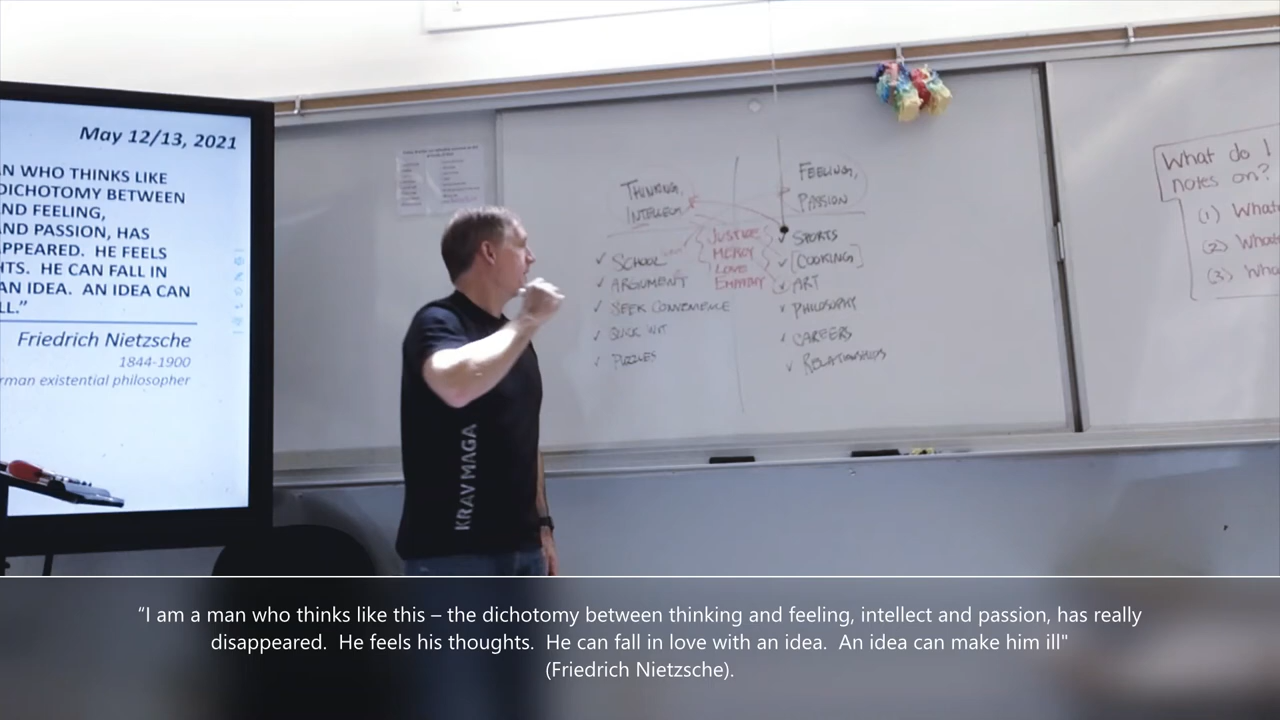 May 12/13, 2021
AN WHO THINKS LIKE
DICHOTOMY BETWEEN
ND FEELING,
ND PASSION, HAS
APPEARED. HE FEELS
HTS. HE CAN FALL IN
AN IDEA. AN IDEA CAN
LL.”
Friedrich Nietzsche
1844-1900
rman existential philosopher
THINKING,
INTELLECT
✓ SCHOOL
✓ ARGUMENT
✓ SEEK CONVENIENCE
✓ QUICK WIT
✓ PUZZLES
JUSTICE
MERCY
LOVE
EMPATHY
FEELING,
PASSION
✓ SPORTS
✓ [COOKING]
✓ ART
✓ PHILOSOPHY
✓ CAREERS
✓ RELATIONSHIPS
What do I
notes on?
(1) What
(2) What
(3) Wha
KRAV MAGA
“I am a man who thinks like this – the dichotomy between thinking and feeling, intellect and passion, has really
disappeared. He feels his thoughts. He can fall in love with an idea. An idea can make him ill"
(Friedrich Nietzsche).